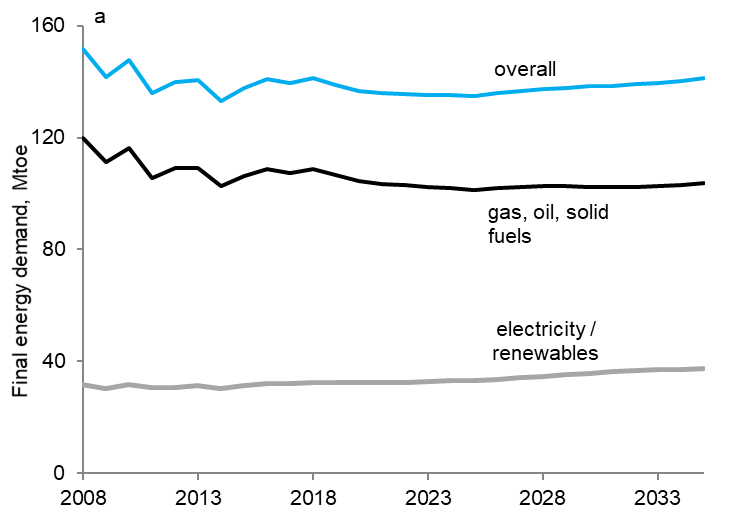 a
160
120
80
40
0
Final energy demand, Mtoe
overall
gas, oil, solid
fuels
electricity /
renewables
2008 2013 2018 2023 2028 2033